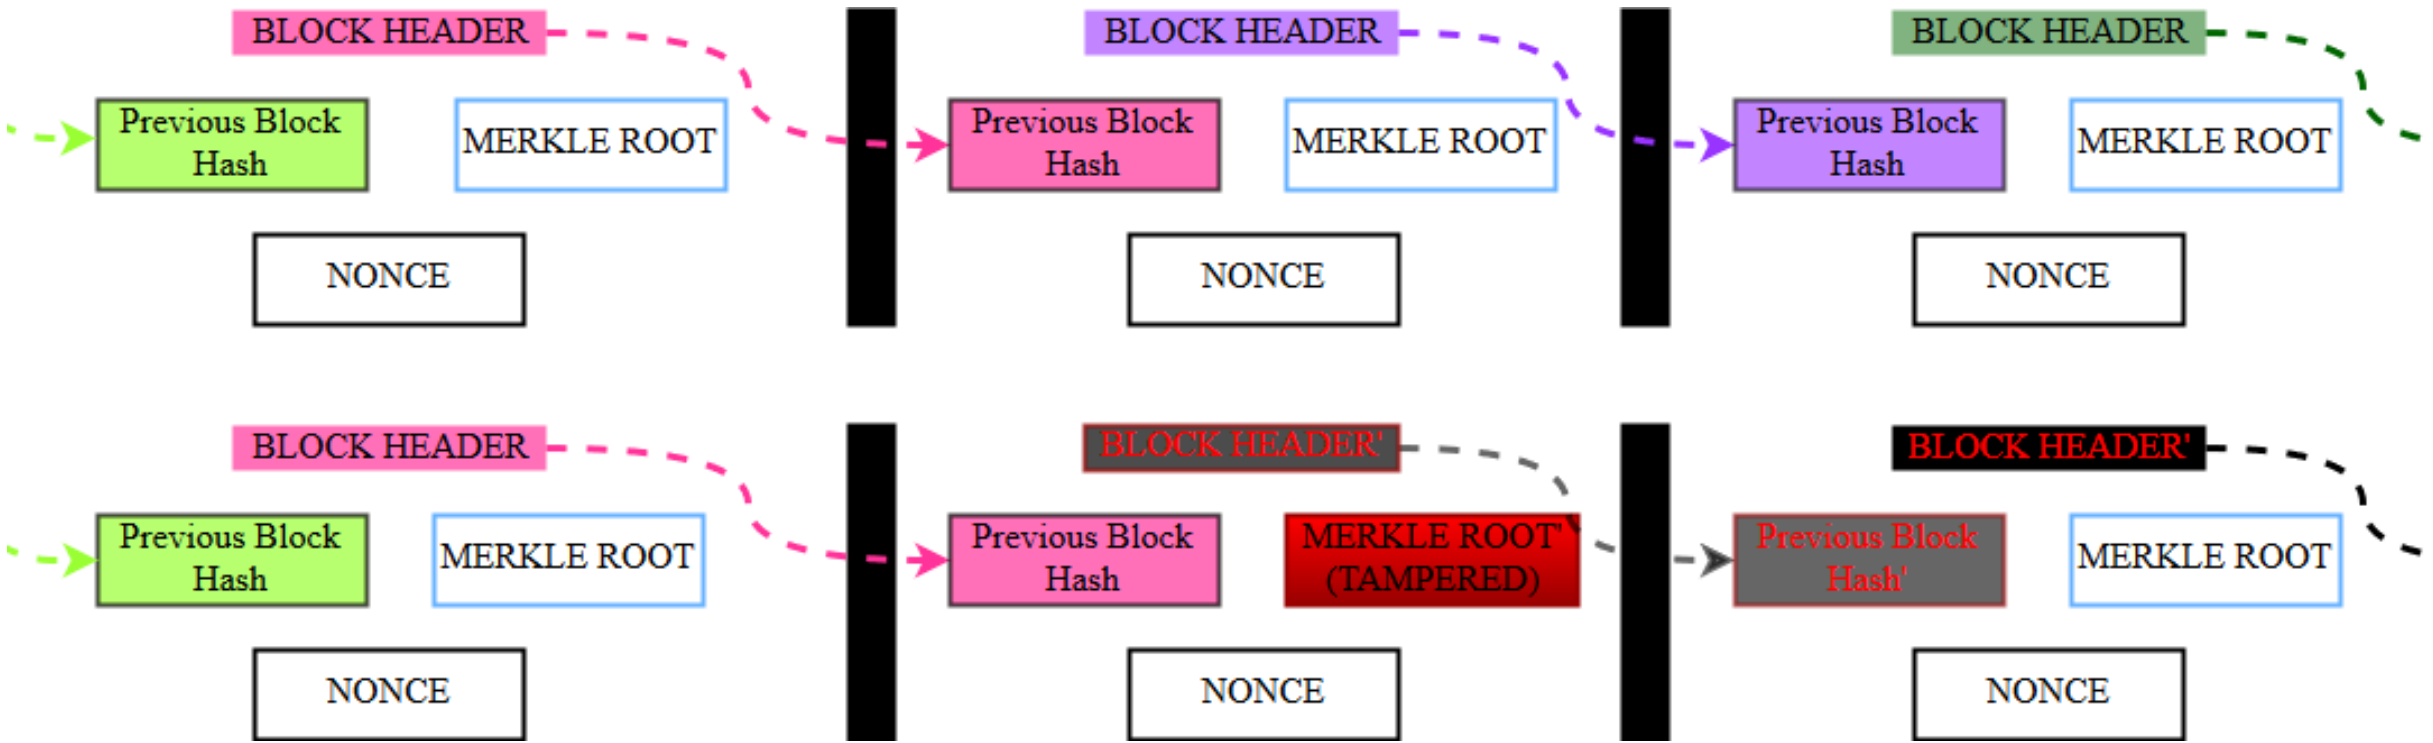 BLOCK HEADER
BLOCK HEADER
BLOCK HEADER
Previous Block
Hash
MERKLE ROOT
Previous Block
Hash
MERKLE ROOT
Previous Block
Hash
MERKLE ROOT
NONCE
NONCE
NONCE
BLOCK HEADER
BLOCK HEADER'
BLOCK HEADER'
Previous Block
Hash
MERKLE ROOT
Previous Block
Hash
MERKLE ROOT'
(TAMPERED)
Previous Block
Hash'
MERKLE ROOT
NONCE
NONCE
NONCE